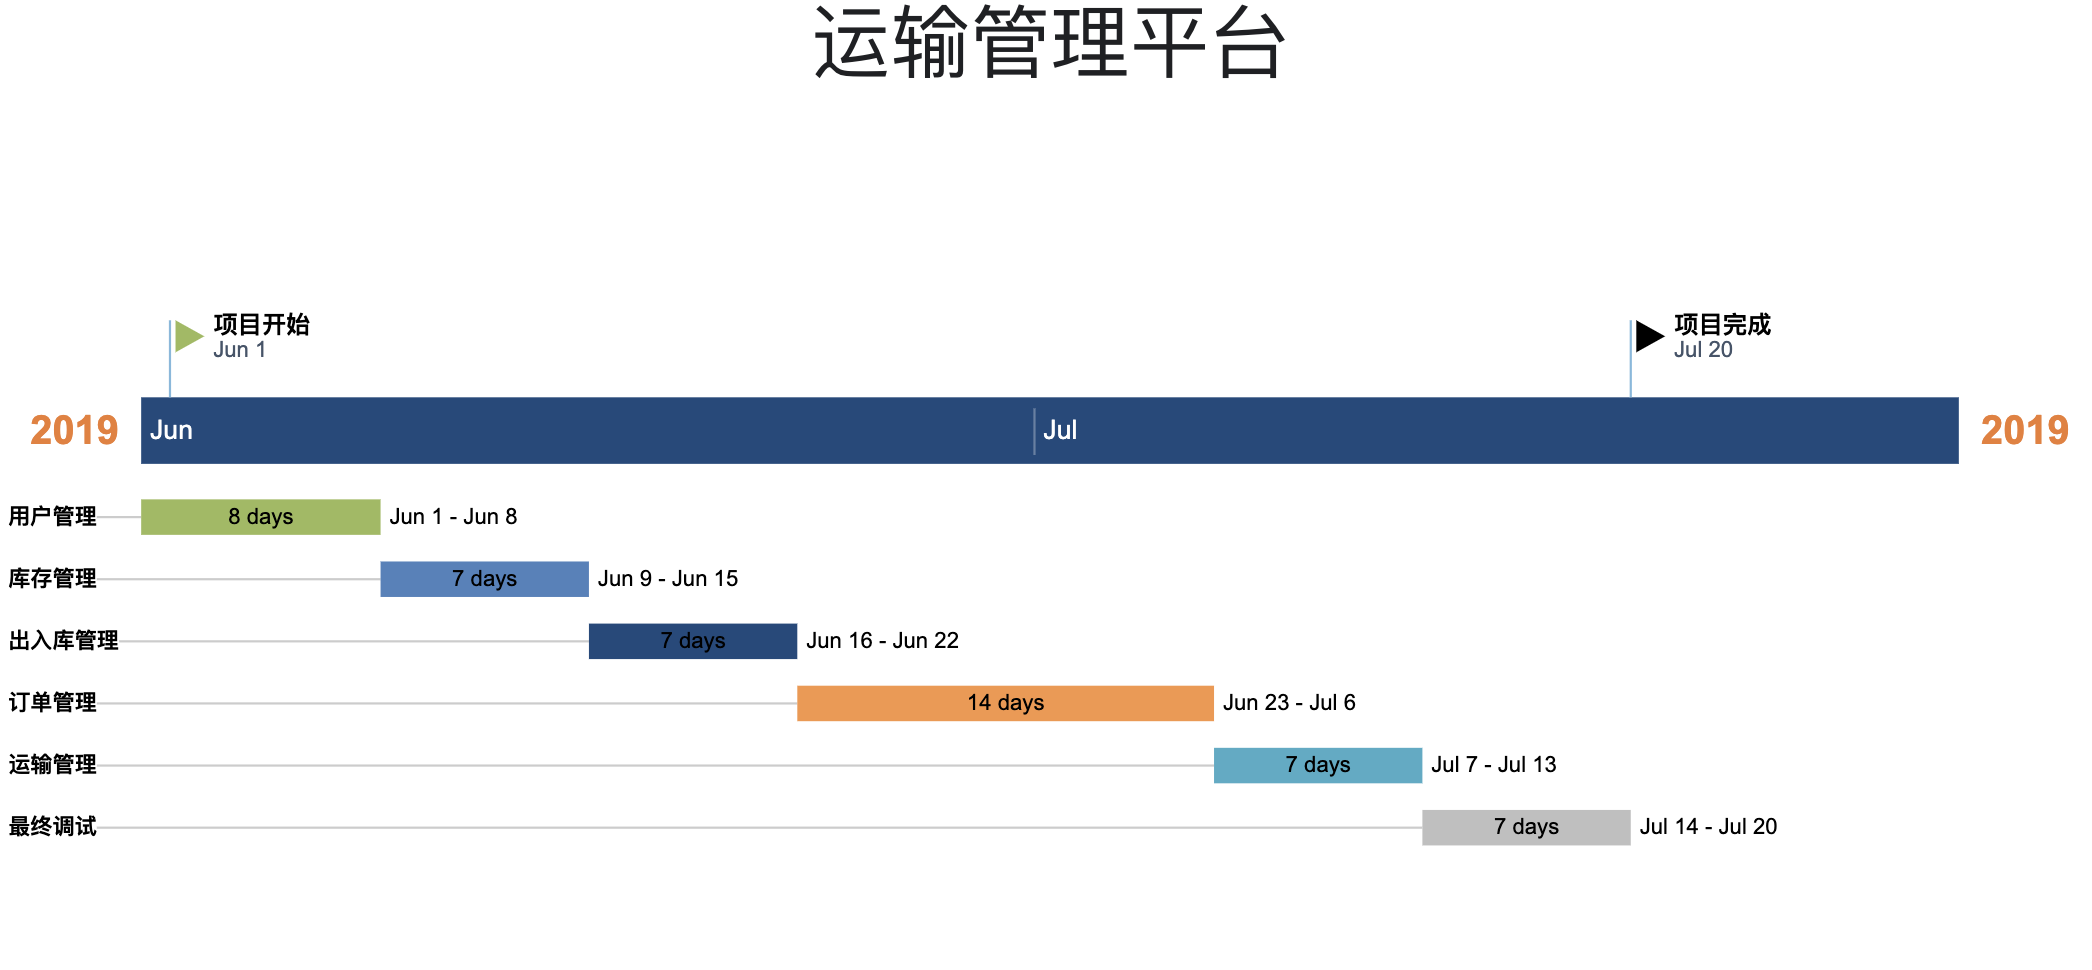 运输管理平台
项目开始
Jun 1
项目完成
Jul 20
2019 Jun Jul 2019
用户管理 8 days Jun 1 - Jun 8
库存管理 7 days Jun 9 - Jun 15
出入库管理 7 days Jun 16 - Jun 22
订单管理 14 days Jun 23 - Jul 6
运输管理 7 days Jul 7 - Jul 13
最终调试 7 days Jul 14 - Jul 20